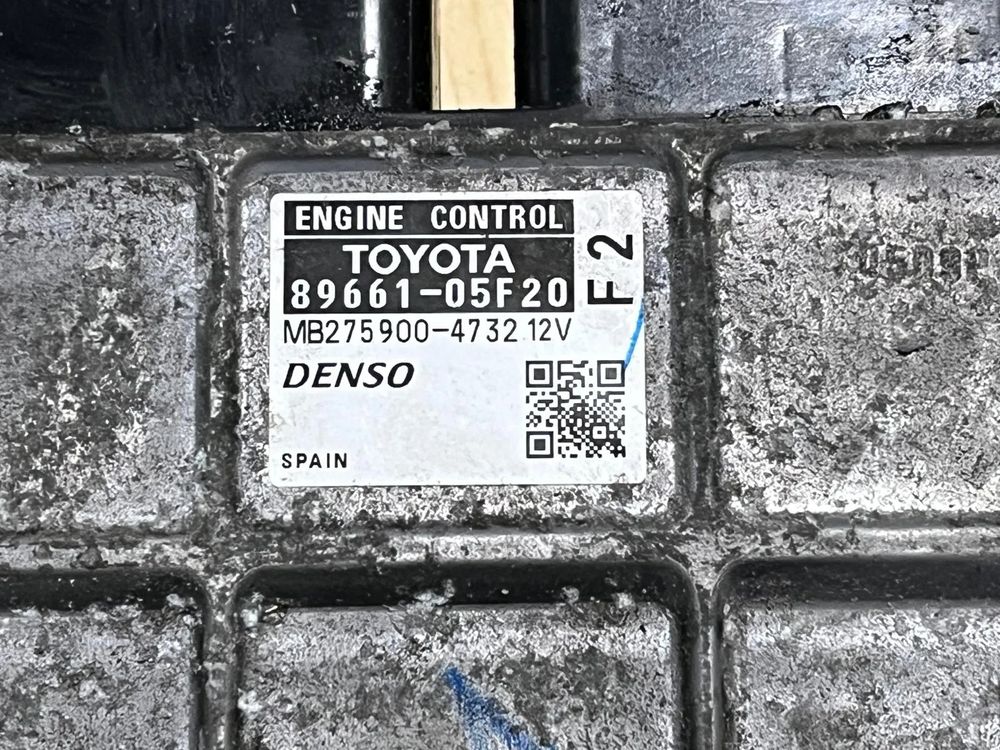 ENGINE CONTROL
TOYOTA
89661-05F20
F2
MB275900-4732 12V
DENSO
SPAIN